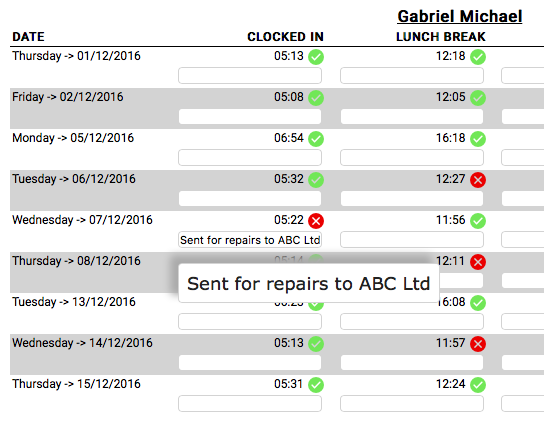 Gabriel Michael
DATE CLOCKED IN LUNCH BREAK
Thursday -> 01/12/2016 05:13 12:18
Friday -> 02/12/2016 05:08 12:05
Monday -> 05/12/2016 06:54 16:18
Tuesday -> 06/12/2016 05:32 12:27
Wednesday -> 07/12/2016 05:22 11:56
Sent for repairs to ABC Ltd
Thursday -> 08/12/2016 12:11
Sent for repairs to ABC Ltd
Tuesday -> 13/12/2016 16:08
Wednesday -> 14/12/2016 05:13 11:57
Thursday -> 15/12/2016 05:31 12:24